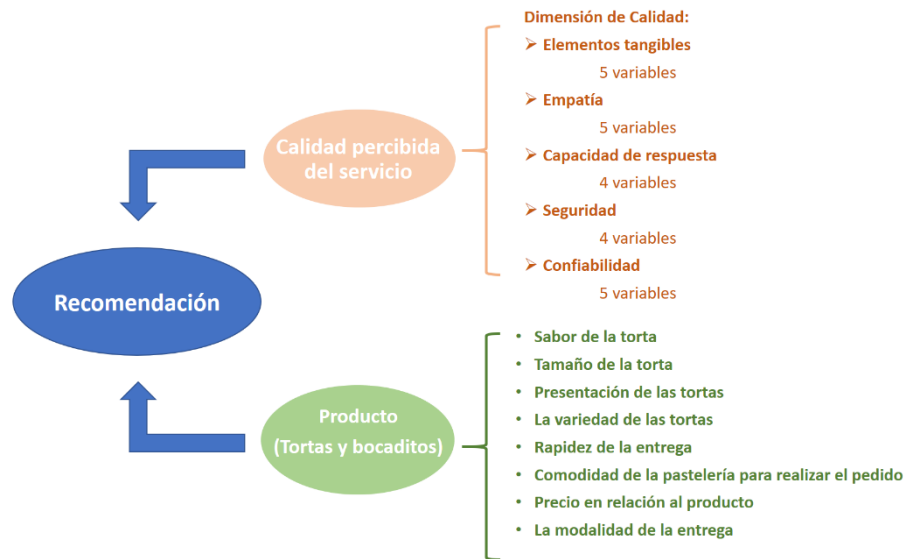 Dimensión de Calidad:
➤ Elementos tangibles
5 variables
➤ Empatía
5 variables
➤ Capacidad de respuesta
4 variables
➤ Seguridad
4 variables
➤ Confiabilidad
5 variables
Calidad percibida
del servicio
Recomendación
Producto
(Tortas y bocaditos)
• Sabor de la torta
• Tamaño de la torta
• Presentación de las tortas
• La variedad de las tortas
• Rapidez de la entrega
• Comodidad de la pastelería para realizar el pedido
• Precio en relación al producto
• La modalidad de la entrega